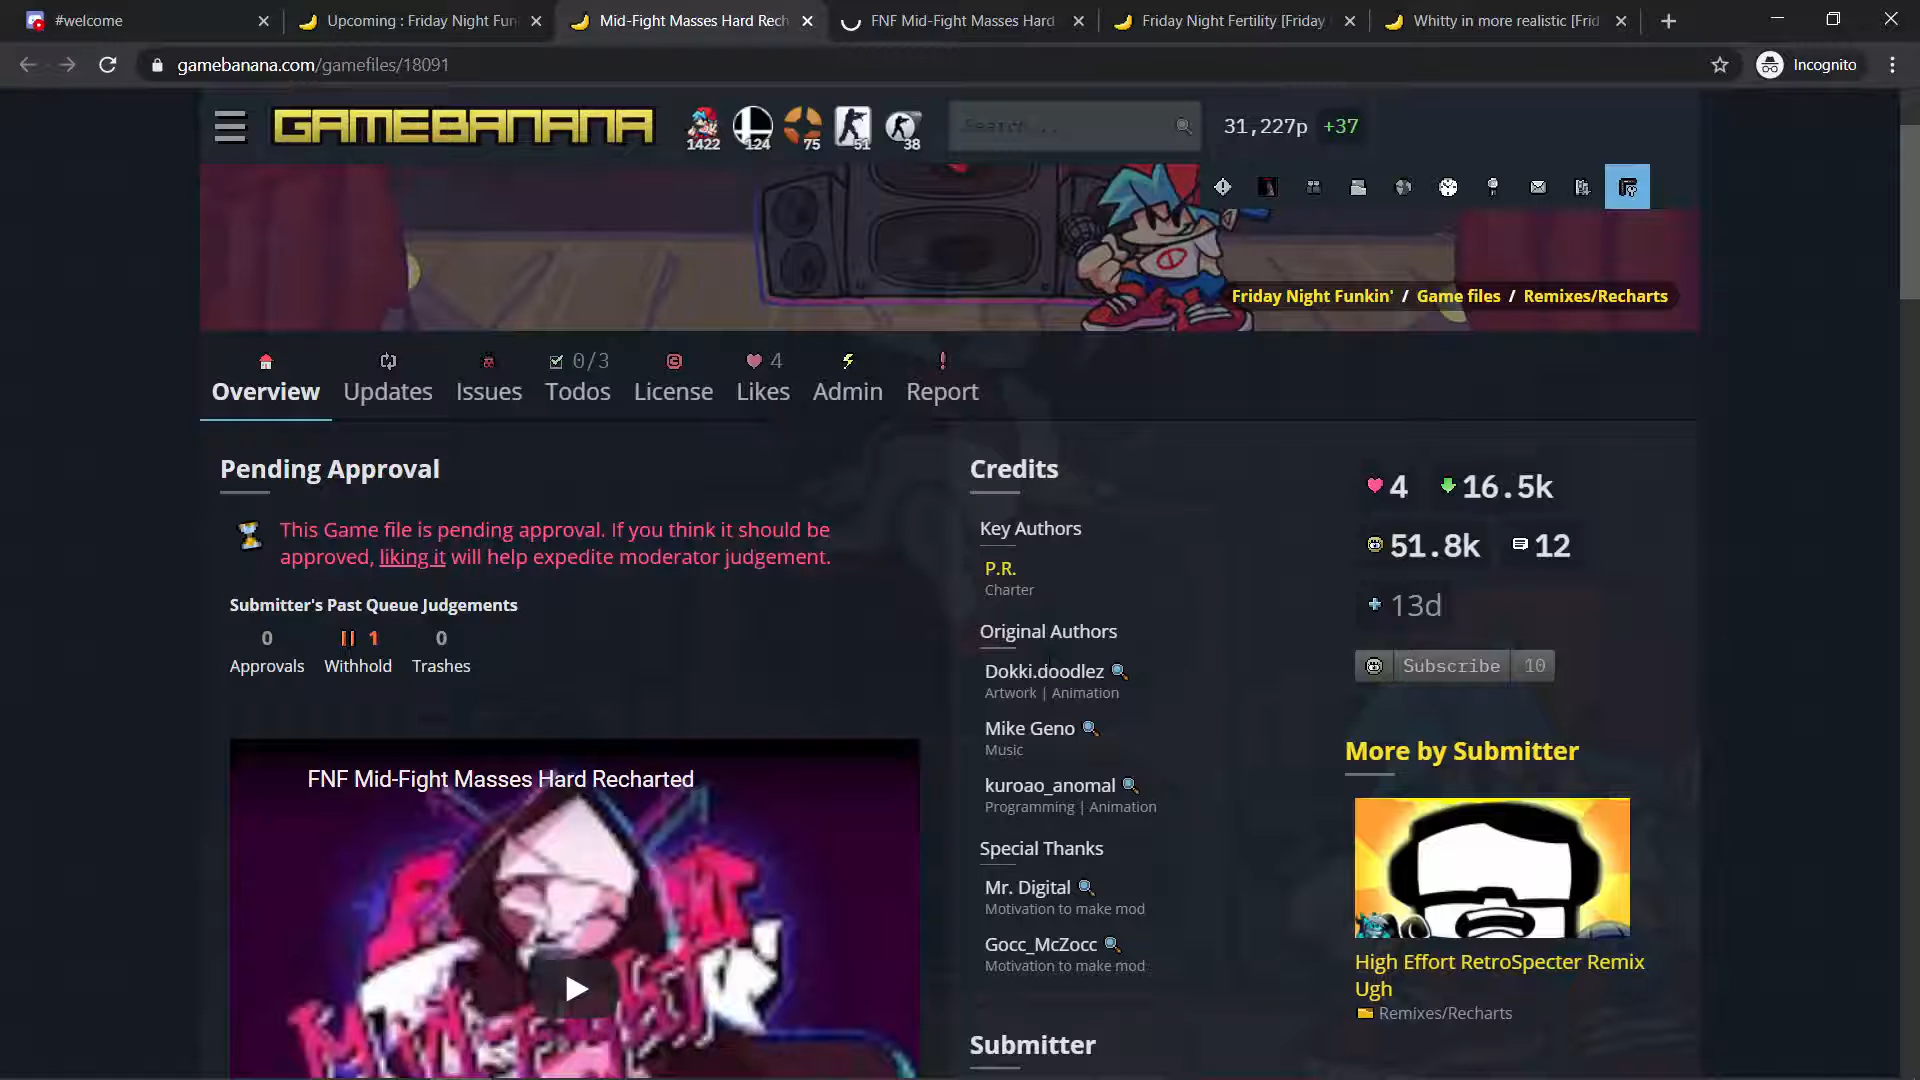 #welcome
Upcoming : Friday Night Fun
Mid-Fight Masses Hard Rech
FNF Mid-Fight Masses Hard
Friday Night Fertility [Friday
Whitty in more realistic [Frid
gamebanana.com/gamefiles/18091
Incognito
GAMEBANANA
1422
124
75
51
38
Search ...
31,227p +37
Friday Night Funkin' / Game files / Remixes/Recharts
0/3
4
Overview
Updates
Issues
Todos
License
Likes
Admin
Report
Pending Approval
This Game file is pending approval. If you think it should be
approved, liking it will help expedite moderator judgement.
Submitter's Past Queue Judgements
0
1
0
Approvals
Withhold
Trashes
FNF Mid-Fight Masses Hard Recharted
Credits
Key Authors
P.R.
Charter
Original Authors
Dokki.doodlez
Artwork | Animation
Mike Geno
Music
kuroao_anomal
Programming | Animation
Special Thanks
Mr. Digital
Motivation to make mod
Gocc_McZocc
Motivation to make mod
Submitter
4
16.5k
51.8k
12
13d
Subscribe
10
More by Submitter
High Effort RetroSpecter Remix
Ugh
Remixes/Recharts